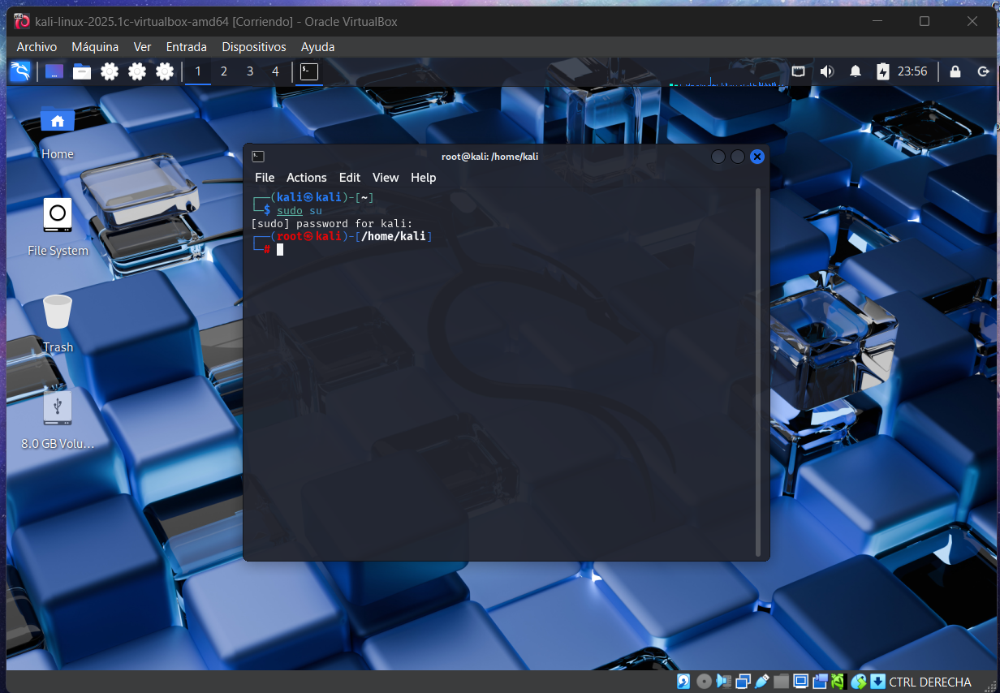 kali-linux-2025.1c-virtualbox-amd64 [Corriendo] - Oracle VirtualBox
Archivo Máquina Ver Entrada Dispositivos Ayuda
1 2 3 4 23:56
Home
File System
Trash
8.0 GB Volu...
root@kali: /home/kali
File Actions Edit View Help
┌──(kali㉿kali)-[~]
└─$ sudo su
[sudo] password for kali:
┌──(root㉿kali)-[/home/kali]
└─#
CTRL DERECHA